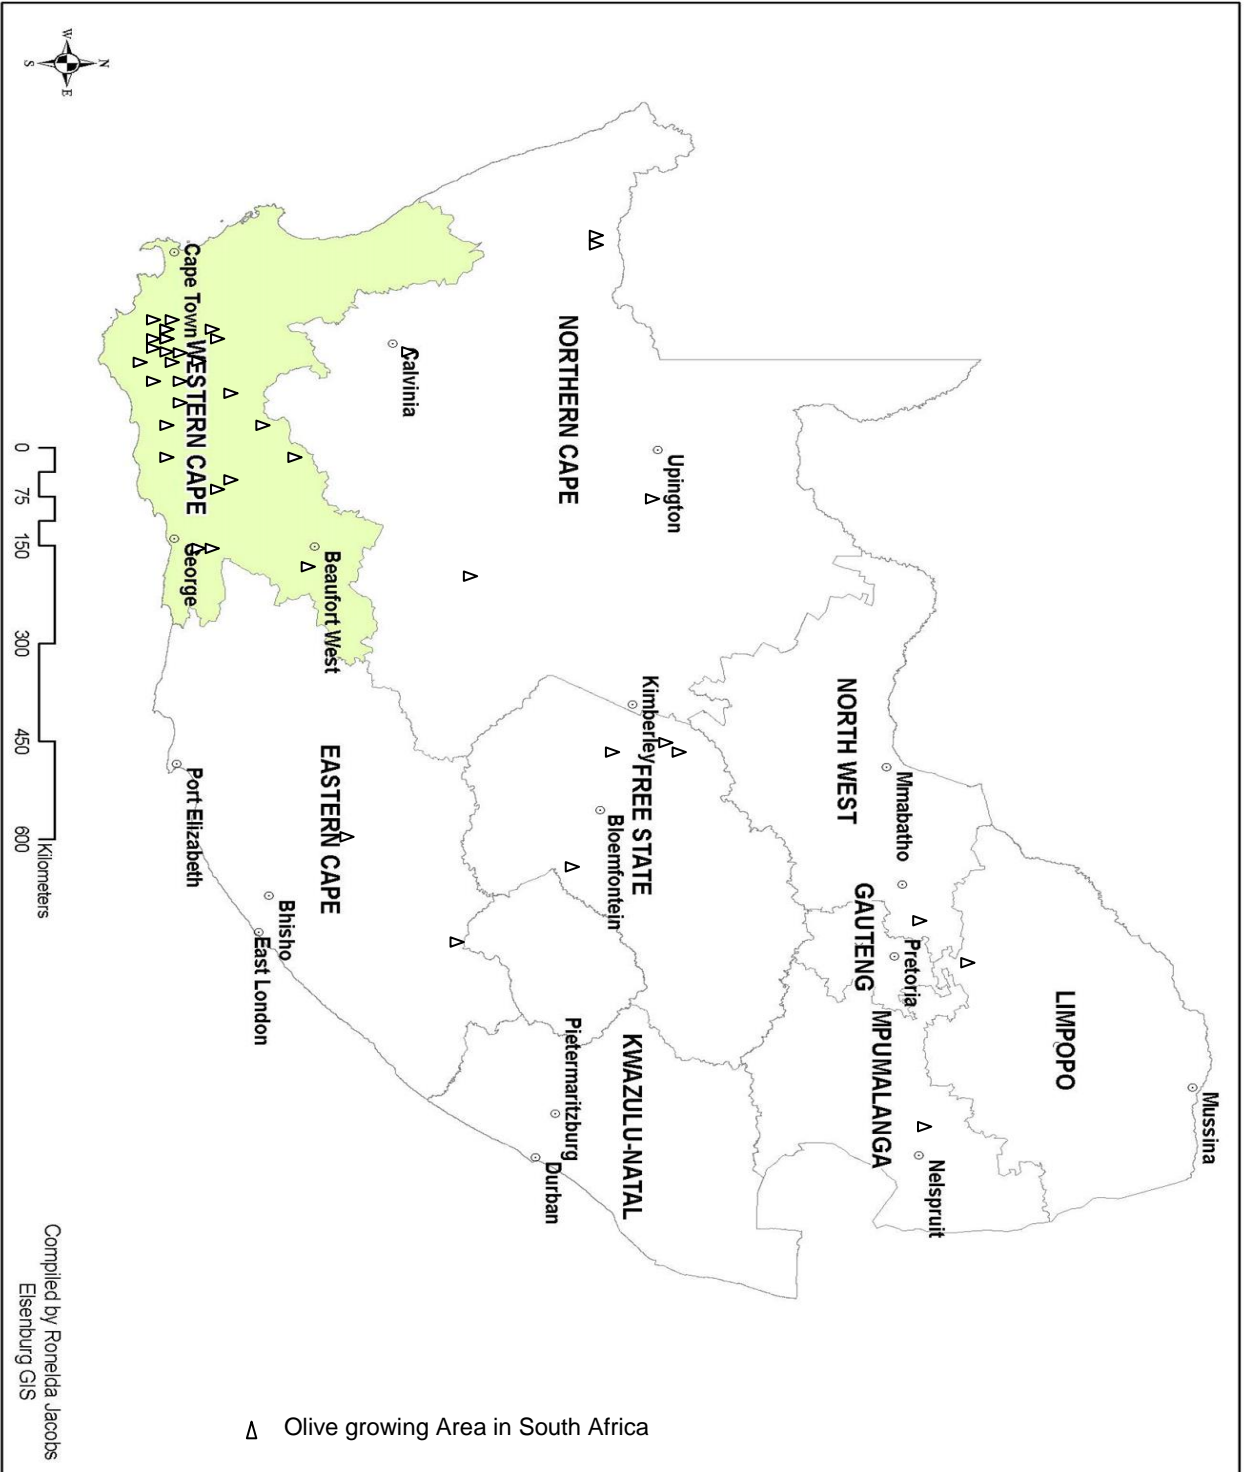 N
W
E
S
Mussina
LIMPOPO
Nelspruit
Pretoria
Mmabatho
MPUMALANGA
GAUTENG
NORTH WEST
Upington
Kimberley
FREE STATE
KWAZULU-NATAL
Bloemfontein
NORTHERN CAPE
Pietermaritzburg
Durban
Calvinia
Beaufort West
EASTERN CAPE
Bhisho
East London
Cape Town
WESTERN CAPE
George
Port Elizabeth
0 75 150 300 450 600
Kilometers
Compiled by Ronelda Jacobs
Elsenburg GIS
Olive growing Area in South Africa